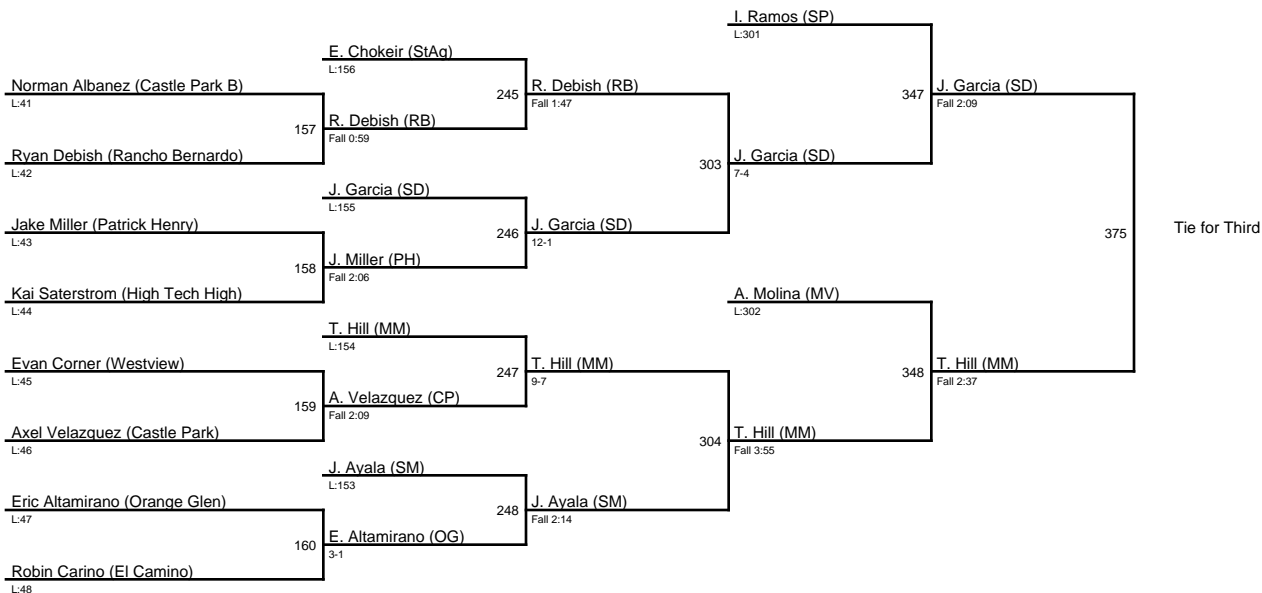 I. Ramos (SP)
L:301
E. Chokeir (StAg)
L:156
Norman Albanez (Castle Park B)
L:41
245
R. Debish (RB)
Fall 1:47
347
J. Garcia (SD)
Fall 2:09
157
R. Debish (RB)
Fall 0:59
Ryan Debish (Rancho Bernardo)
L:42
303
J. Garcia (SD)
7-4
J. Garcia (SD)
L:155
Jake Miller (Patrick Henry)
L:43
246
J. Garcia (SD)
12-1
375
Tie for Third
158
J. Miller (PH)
Fall 2:06
Kai Saterstrom (High Tech High)
L:44
A. Molina (MV)
L:302
T. Hill (MM)
L:154
Evan Corner (Westview)
L:45
247
T. Hill (MM)
9-7
348
T. Hill (MM)
Fall 2:37
159
A. Velazquez (CP)
Fall 2:09
Axel Velazquez (Castle Park)
L:46
304
T. Hill (MM)
Fall 3:55
J. Ayala (SM)
L:153
Eric Altamirano (Orange Glen)
L:47
248
J. Ayala (SM)
Fall 2:14
160
E. Altamirano (OG)
3-1
Robin Carino (El Camino)
L:48